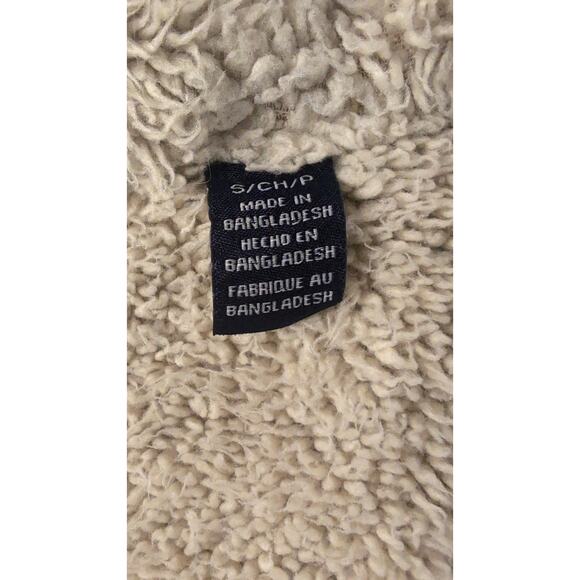 S/CH/P
MADE IN
BANGLADESH
HECHO EN
BANGLADESH
FABRIQUE AU
BANGLADESH